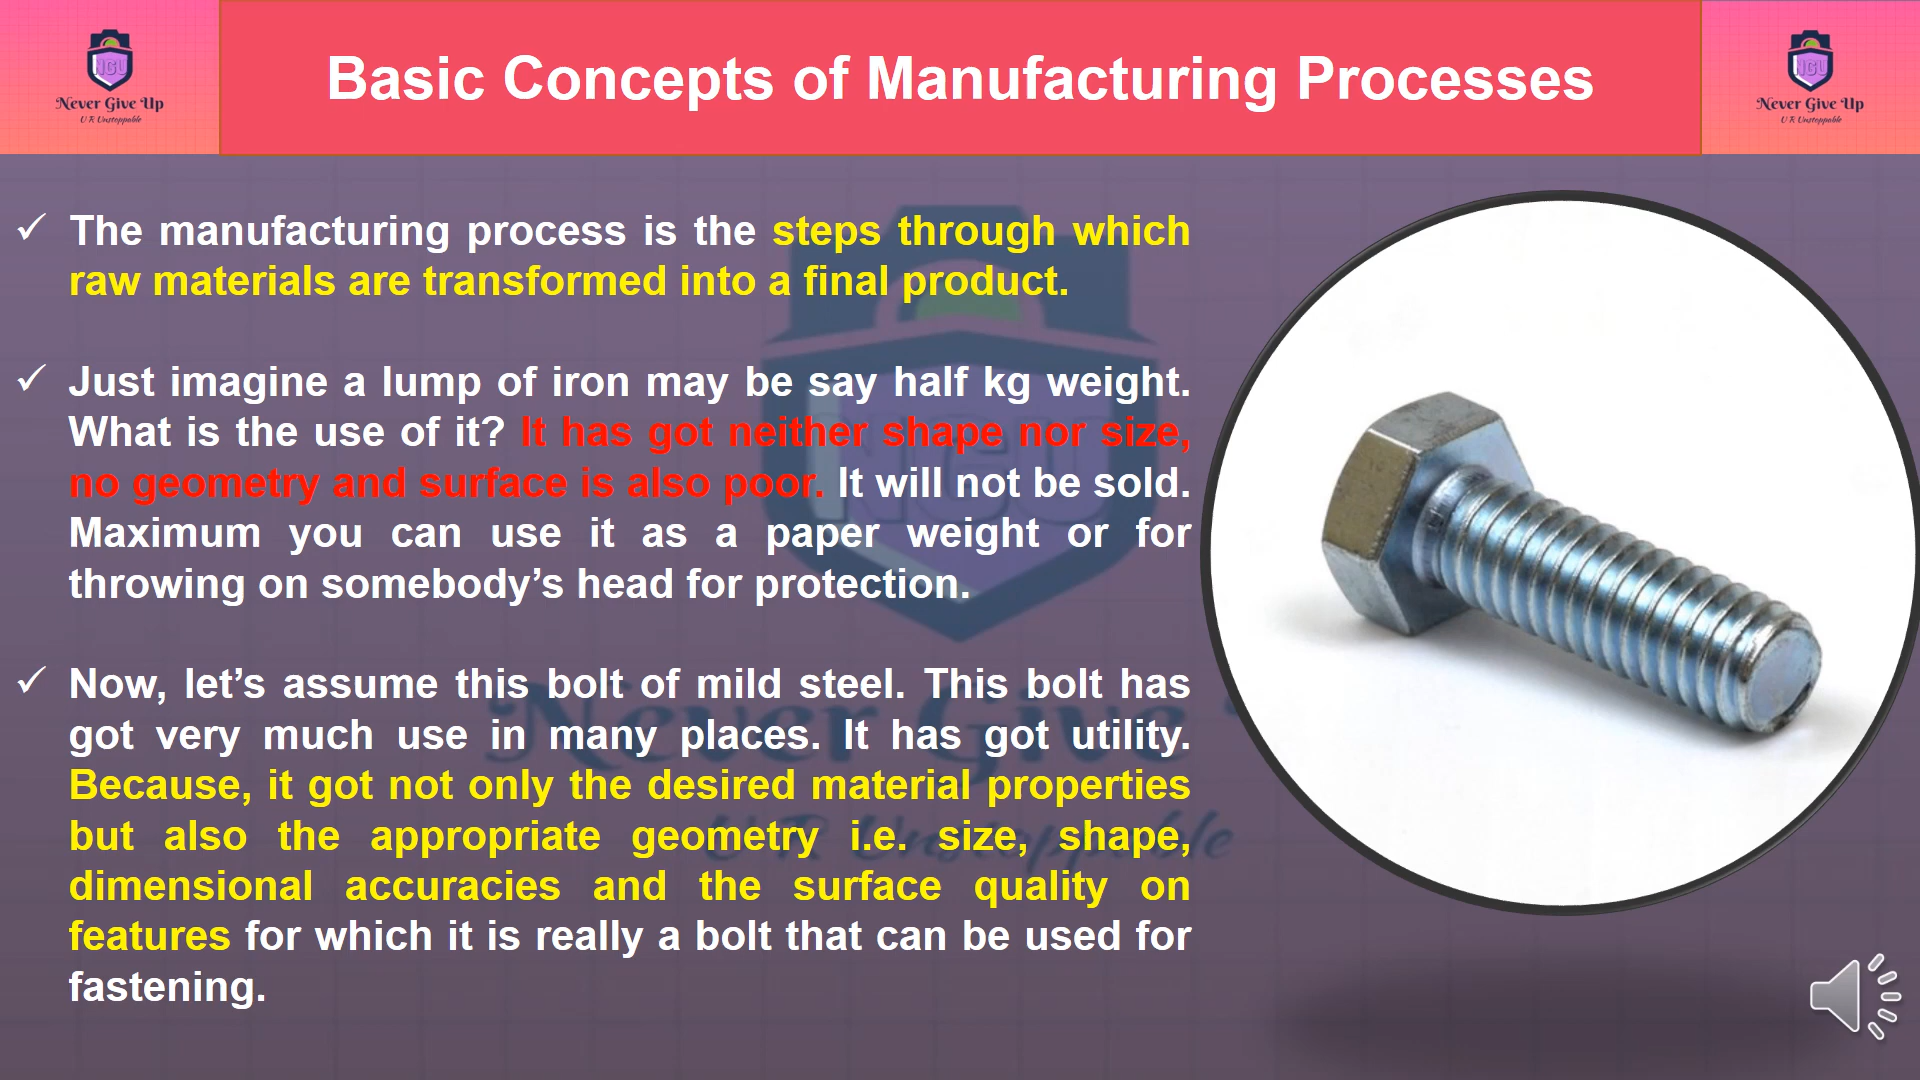 NGU
Never Give Up
U R Unstoppable
Basic Concepts of Manufacturing Processes
NGU
Never Give Up
U R Unstoppable
The manufacturing process is the steps through which
raw materials are transformed into a final product.
Just imagine a lump of iron may be say half kg weight.
What is the use of it? It has got neither shape nor size,
no geometry and surface is also poor. It will not be sold.
Maximum you can use it as a paper weight or for
throwing on somebody’s head for protection.
Now, let’s assume this bolt of mild steel. This bolt has
got very much use in many places. It has got utility.
Because, it got not only the desired material properties
but also the appropriate geometry i.e. size, shape,
dimensional accuracies and the surface quality on
features for which it is really a bolt that can be used for
fastening.
NGU
Never Give
U R Unstoppable